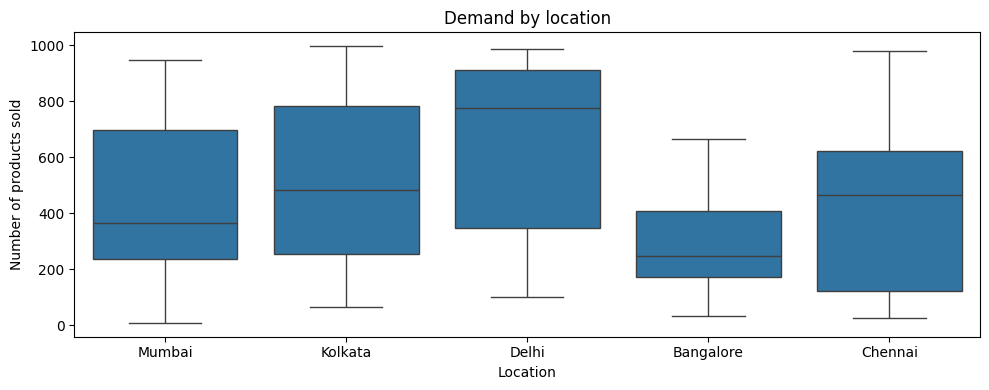 Demand by location
Number of products sold
1000
800
600
400
200
0
Mumbai Kolkata Delhi Bangalore Chennai
Location